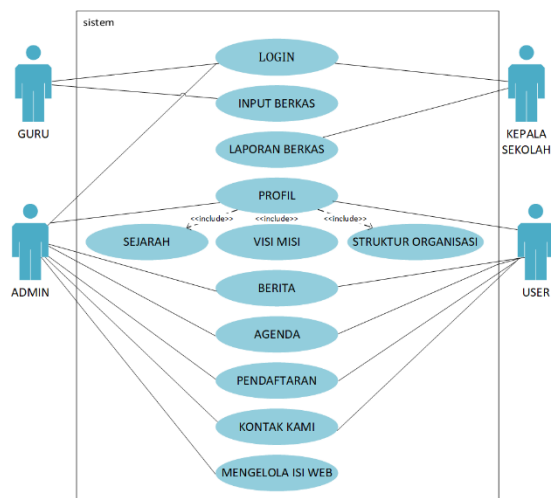 sistem
LOGIN
INPUT BERKAS
GURU
KEPALA
SEKOLAH
LAPORAN BERKAS
PROFIL
<<include>>
<<include>>
<<include>>
SEJARAH
VISI MISI
STRUKTUR ORGANISASI
ADMIN
USER
BERITA
AGENDA
PENDAFTARAN
KONTAK KAMI
MENGELOLA ISI WEB